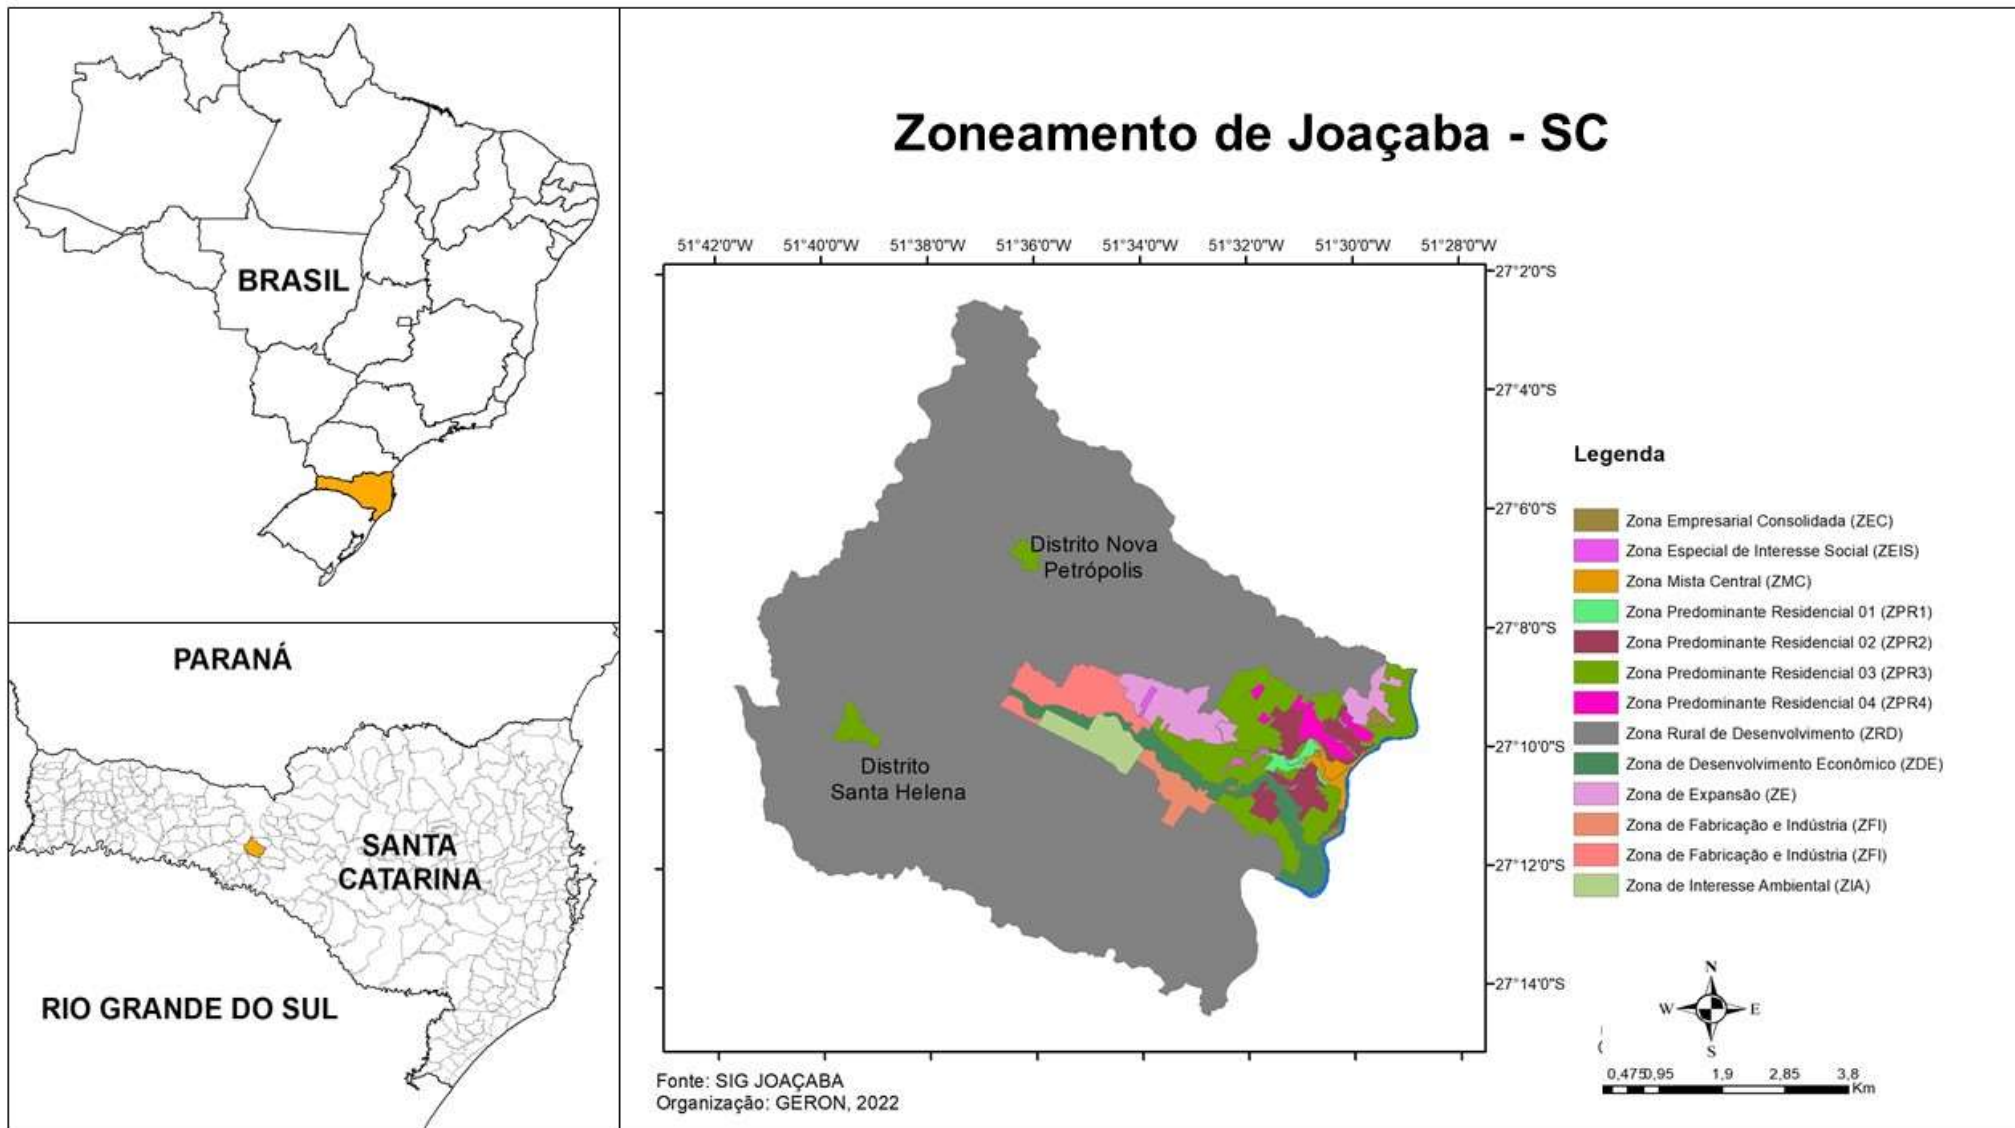 BRASIL
PARANÁ
SANTA
CATARINA
RIO GRANDE DO SUL
Zoneamento de Joaçaba - SC
51°42'0"W 51°40'0"W 51°38'0"W 51°36'0"W 51°34'0"W 51°32'0"W 51°30'0"W 51°28'0"W
27°2'0"S
27°4'0"S
27°6'0"S
27°8'0"S
27°10'0"S
27°12'0"S
27°14'0"S
Distrito Nova
Petrópolis
Distrito
Santa Helena
Legenda
Zona Empresarial Consolidada (ZEC)
Zona Especial de Interesse Social (ZEIS)
Zona Mista Central (ZMC)
Zona Predominante Residencial 01 (ZPR1)
Zona Predominante Residencial 02 (ZPR2)
Zona Predominante Residencial 03 (ZPR3)
Zona Predominante Residencial 04 (ZPR4)
Zona Rural de Desenvolvimento (ZRD)
Zona de Desenvolvimento Econômico (ZDE)
Zona de Expansão (ZE)
Zona de Fabricação e Indústria (ZFI)
Zona de Fabricação e Indústria (ZFI)
Zona de Interesse Ambiental (ZIA)
N
W E
S
0,475 0,95 1,9 2,85 3,8
Km
Fonte: SIG JOAÇABA
Organização: GERON, 2022